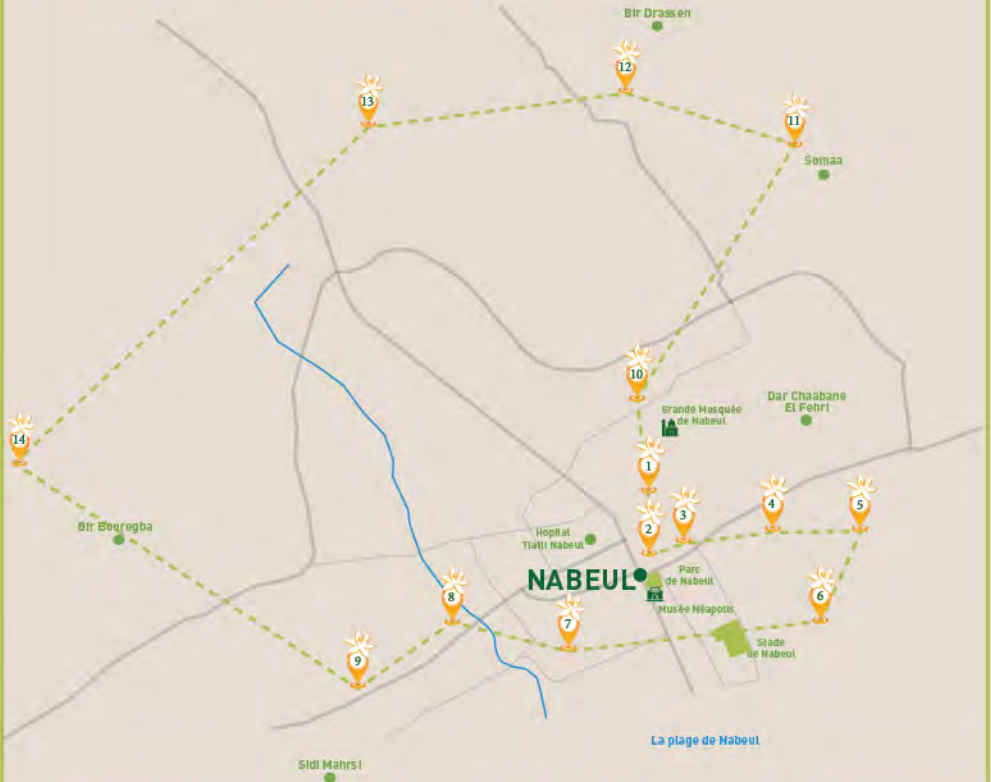 Bir Drassen
12
13
11
Somaa
10
Dar Chaabane
El Fehri
Grande Mosquée
de Nabeul
14
1
4
5
3
2
Bir Bouregba
Hopital
Tlatli Nabeul
NABEUL
Parc
de Nabeul
8
6
Musée Néapolis
7
Stade
de Nabeul
9
La plage de Nabeul
Sidi Mahrsi